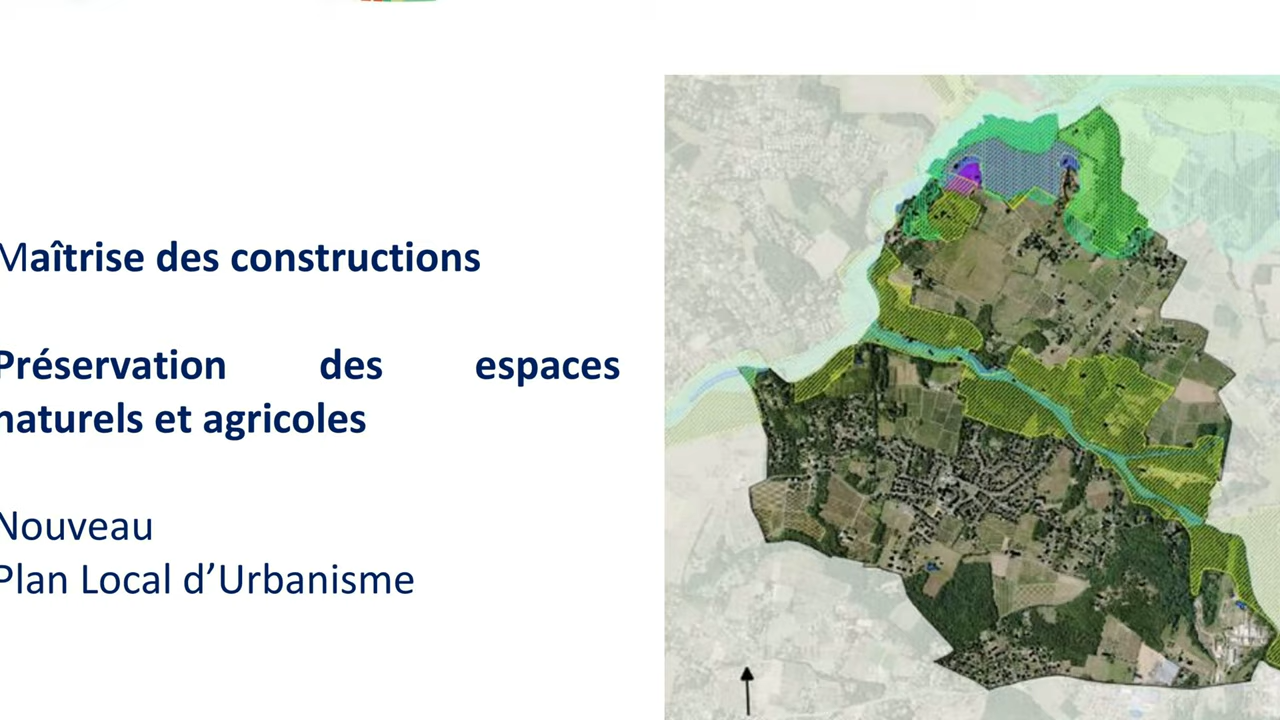 Maîtrise des constructions
Préservation des espaces
naturels et agricoles
Nouveau
Plan Local d’Urbanisme